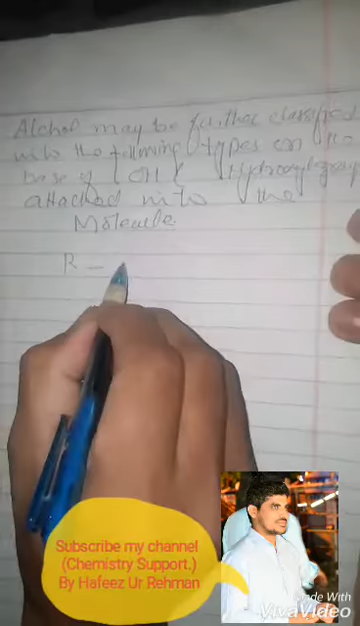 Alchol may be further classified
into the following types on the
base of (OH) Hydroxyl group
attached into the
Molecule
R –
Subscribe my channel
(Chemistry Support.)
By Hafeez Ur Rehman
Made With
VivaVideo